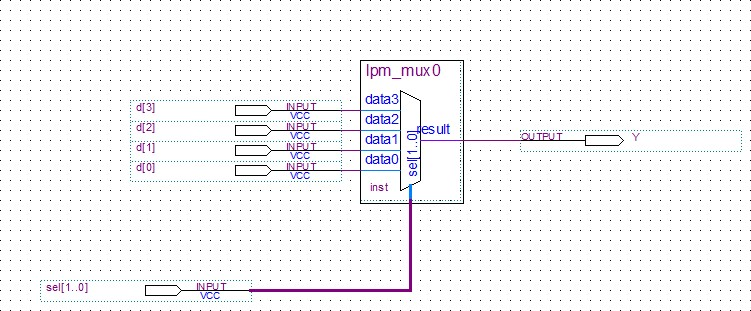 lpm_mux0
d[3] INPUT VCC data3
d[2] INPUT VCC data2
d[1] INPUT VCC data1
d[0] INPUT VCC data0
sel[1..0]
result
OUTPUT Y
inst
sel[1..0] INPUT VCC